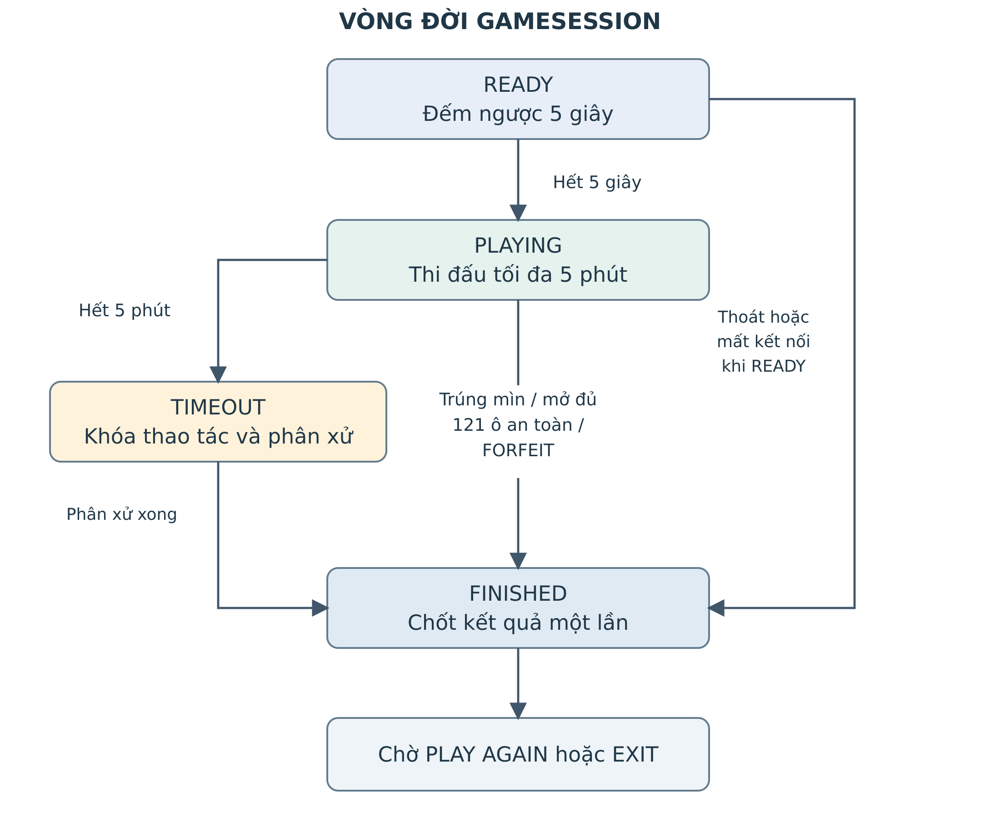 VÒNG ĐỜI GAMESESSION
READY
Đếm ngược 5 giây
Hết 5 giây
PLAYING
Thi đấu tối đa 5 phút
Hết 5 phút
Thoát hoặc
mất kết nối
khi READY
TIMEOUT
Khóa thao tác và phân xử
Trúng mìn / mở đủ
121 ô an toàn /
FORFEIT
Phân xử xong
FINISHED
Chốt kết quả một lần
Chờ PLAY AGAIN hoặc EXIT